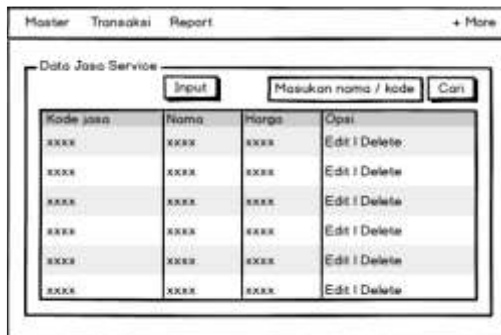 Master Transaksi Report + More
Data Jasa Service
Input Masukan nama / kode Cari
Kode jasa Nama Harga Opsi
xxxx xxxx xxxx Edit | Delete
xxxx xxxx xxxx Edit | Delete
xxxx xxxx xxxx Edit | Delete
xxxx xxxx xxxx Edit | Delete
xxxx xxxx xxxx Edit | Delete
xxxx xxxx xxxx Edit | Delete